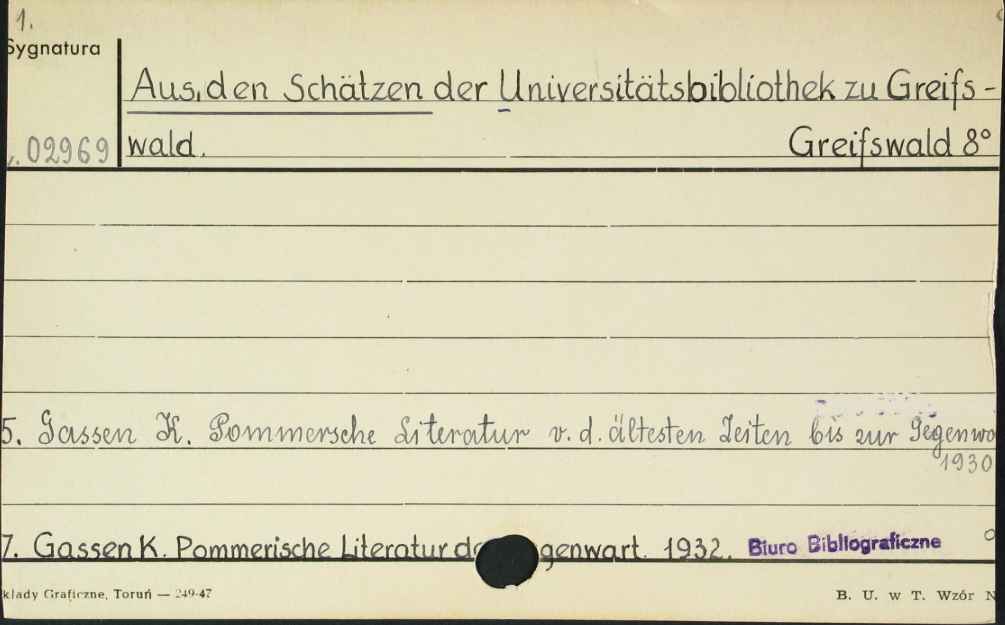 1.
Sygnatura
Aus den Schätzen der Universitätsbibliothek zu Greifs-
02969 wald. Greifswald 8°
5. Gassen K. Pommersche Literatur v. d. ältesten Zeiten bis zur Gegenwa
1930
7. Gassen K. Pommerische Literatur de genwart. 1932. Biuro Bibliograficzne
kłady Graficzne, Toruń — 249-47
B. U. w T. Wzór N